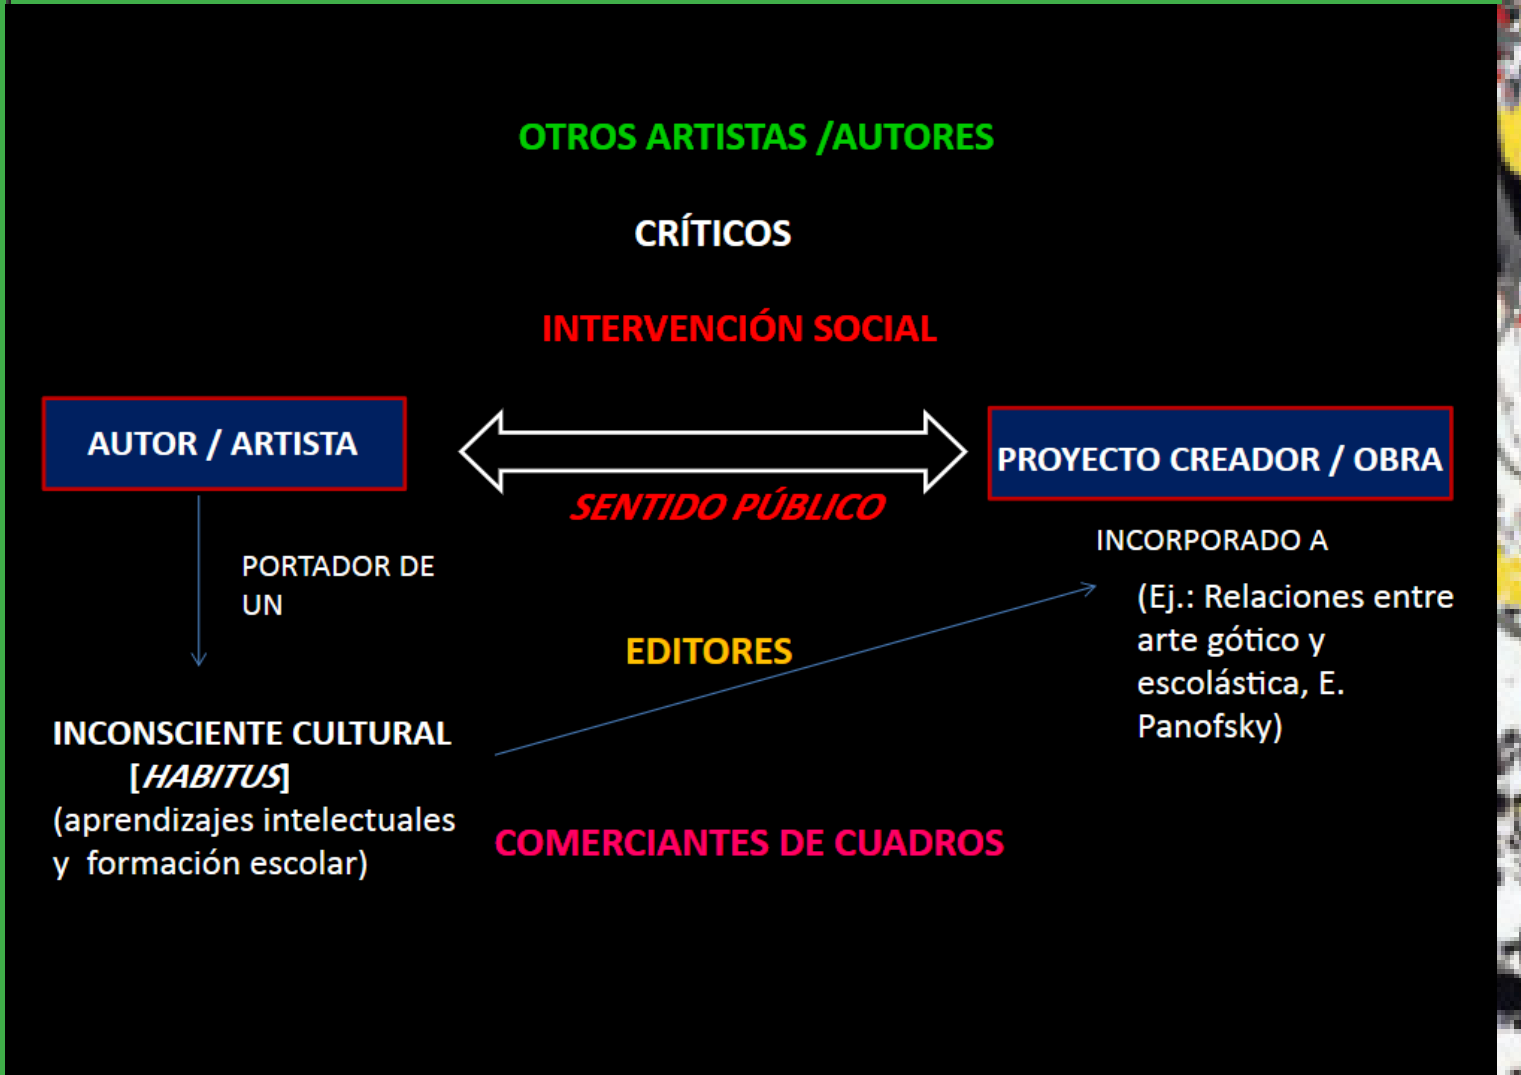 OTROS ARTISTAS /AUTORES
CRÍTICOS
INTERVENCIÓN SOCIAL
AUTOR / ARTISTA
PROYECTO CREADOR / OBRA
SENTIDO PÚBLICO
INCORPORADO A
PORTADOR DE
UN
(Ej.: Relaciones entre
arte gótico y
escolástica, E.
Panofsky)
EDITORES
INCONSCIENTE CULTURAL
[HABITUS]
(aprendizajes intelectuales
y formación escolar)
COMERCIANTES DE CUADROS